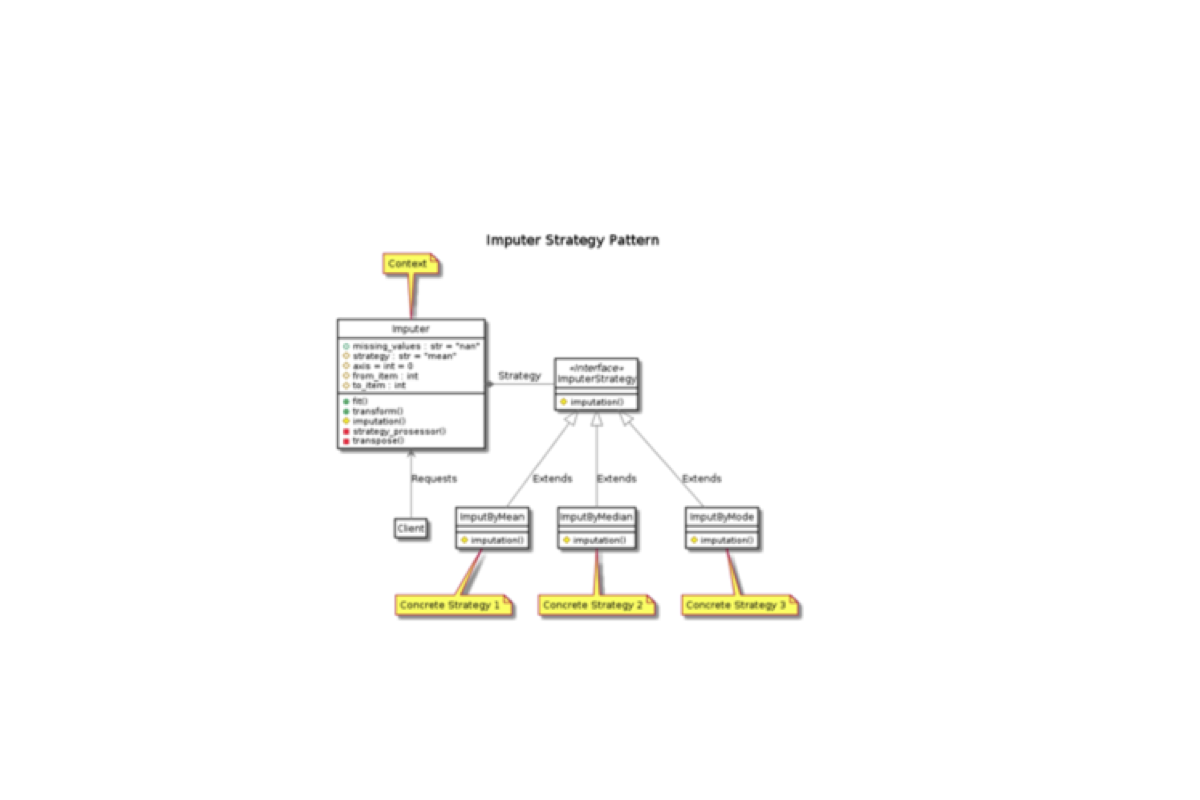 Imputer Strategy Pattern
Context
Imputer
missing_values : str = "nan"
strategy : str = "mean"
axis = int = 0
from_item : int
to_item : int
fit()
transform()
imputation()
strategy_prosessor()
transpose()
Strategy
«Interface»
ImputerStrategy
imputation()
Requests
Extends
Extends
Extends
Client
ImputByMean
imputation()
ImputByMedian
imputation()
ImputByMode
imputation()
Concrete Strategy 1
Concrete Strategy 2
Concrete Strategy 3